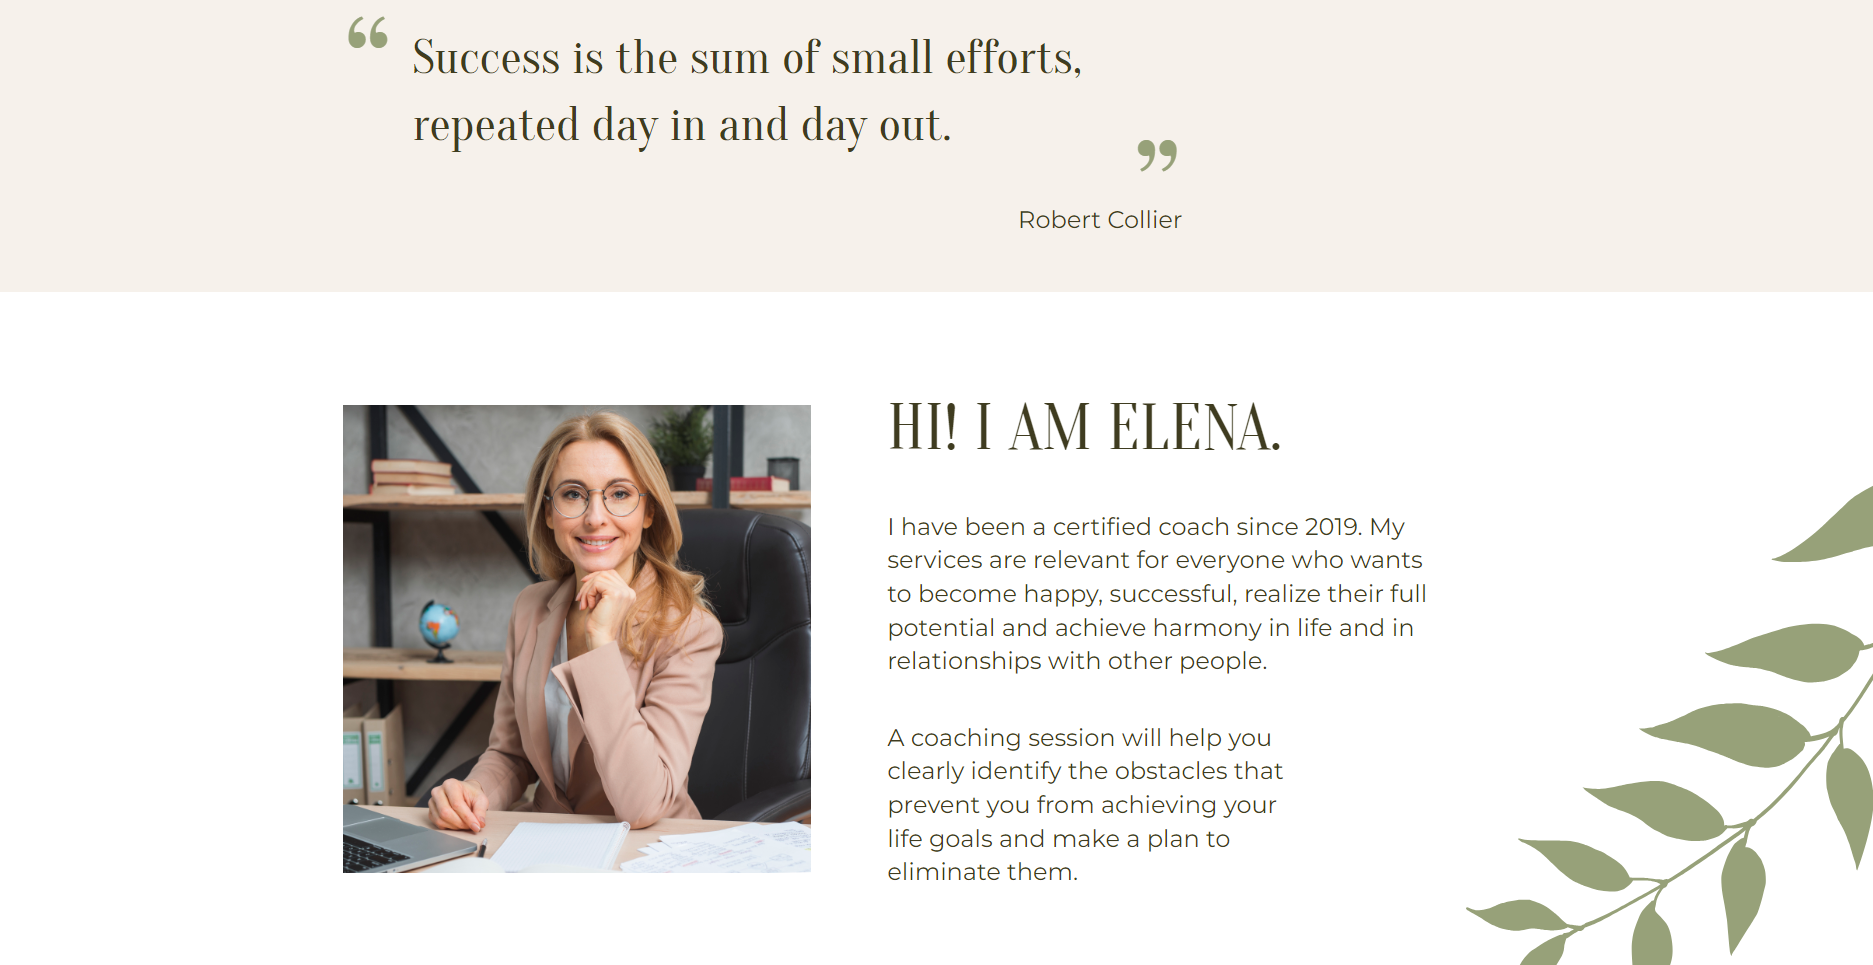 “ Success is the sum of small efforts,
repeated day in and day out. ”
Robert Collier
HI! I AM ELENA.
I have been a certified coach since 2019. My
services are relevant for everyone who wants
to become happy, successful, realize their full
potential and achieve harmony in life and in
relationships with other people.
A coaching session will help you
clearly identify the obstacles that
prevent you from achieving your
life goals and make a plan to
eliminate them.